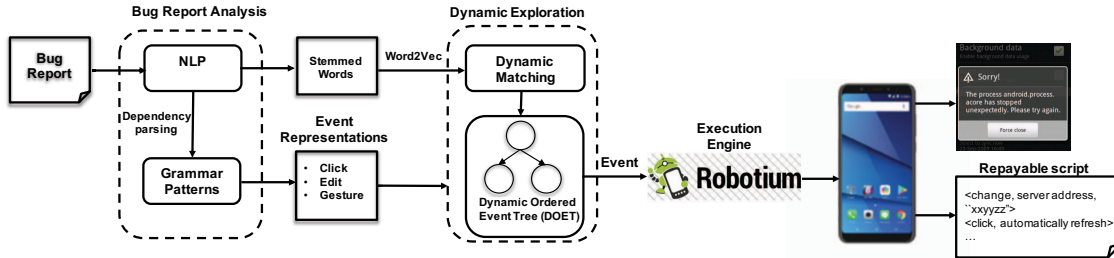 Bug Report Analysis
Bug
Report
NLP
Dependency
parsing
Grammar
Patterns
Stemmed
Words
Word2Vec
Event
Representations
• Click
• Edit
• Gesture
Dynamic Exploration
Dynamic
Matching
Dynamic Ordered
Event Tree (DOET)
Event
Execution
Engine
Robotium
Background data
Sorry!
The process android.process.
acore has stopped
unexpectedly. Please try again.
Force close
Repayable script
<change, server address,
``xxyyzz”>
<click, automatically refresh>
...